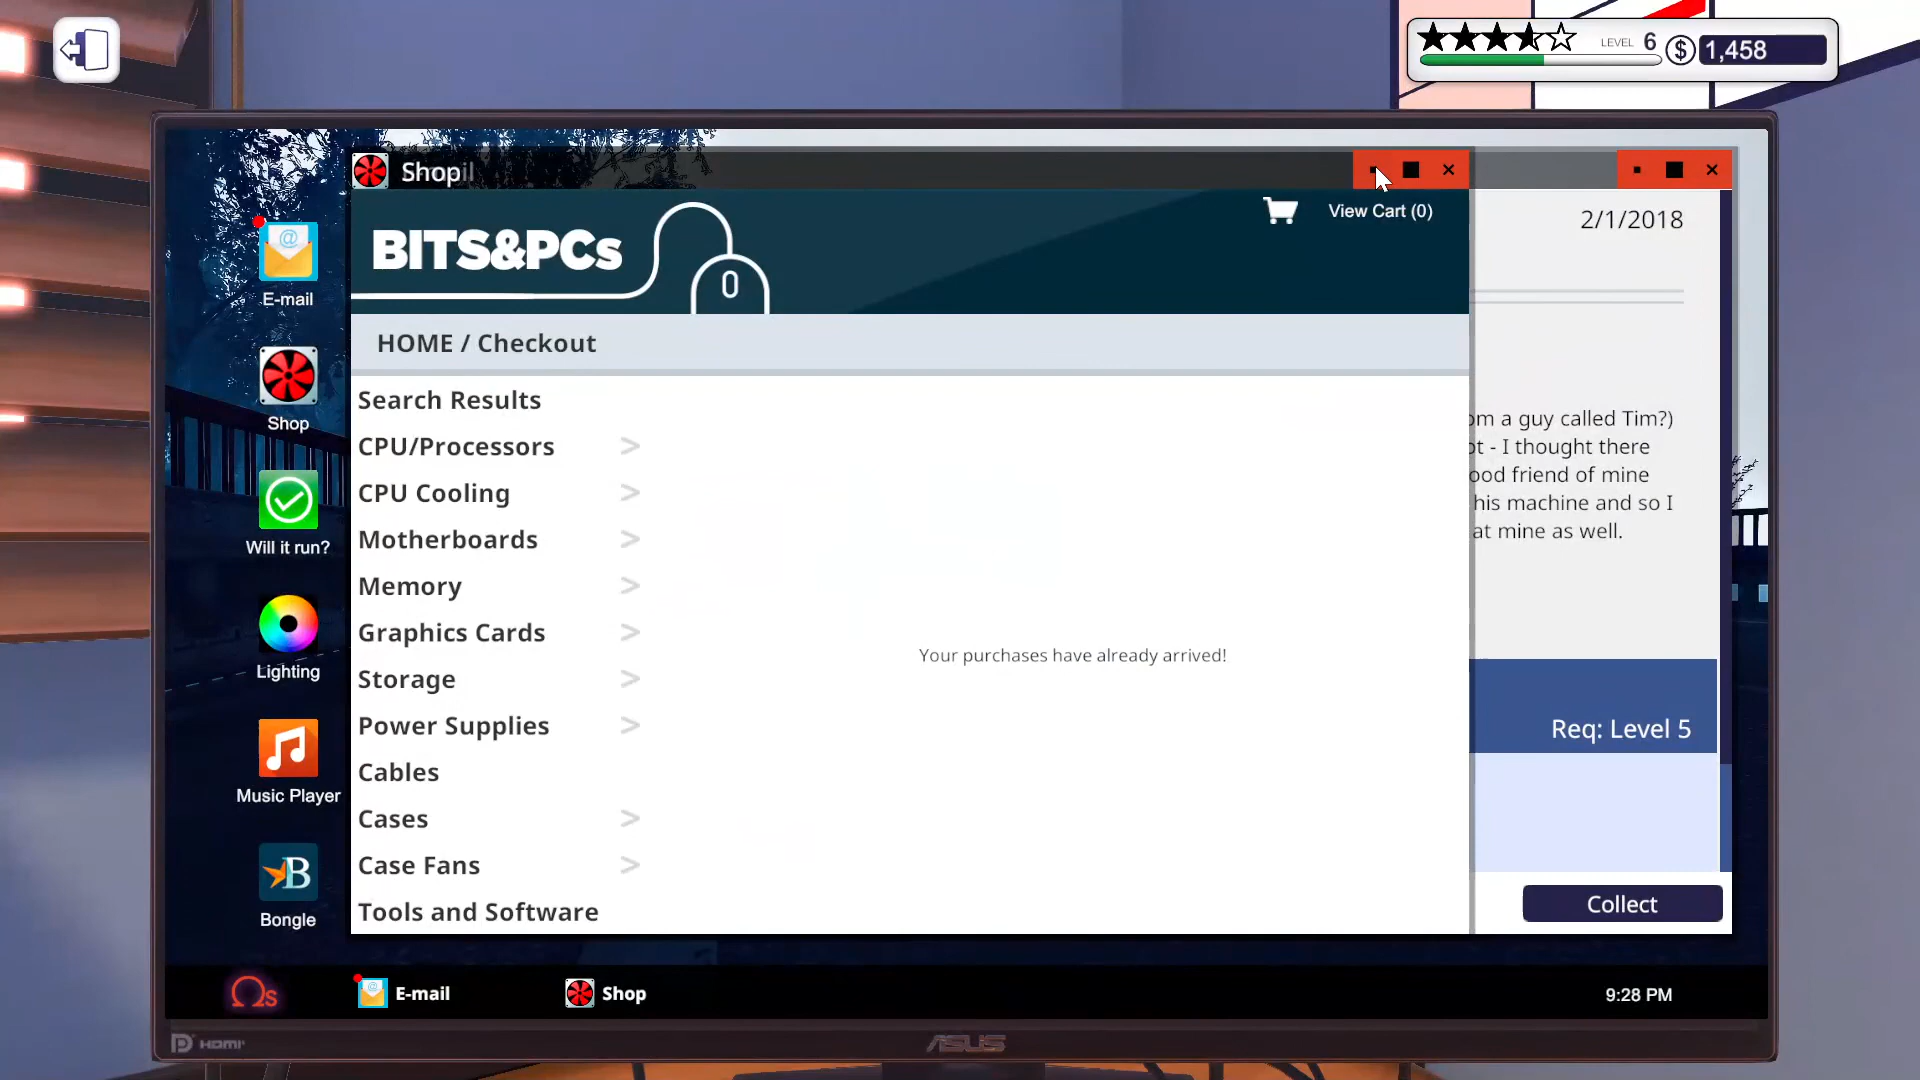 LEVEL 6 $ 1,458
Shop
View Cart (0)
BITS&PCs
HOME / Checkout
Search Results
CPU/Processors >
CPU Cooling >
Motherboards >
Memory >
Graphics Cards >
Storage >
Power Supplies >
Cables
Cases >
Case Fans >
Tools and Software
Your purchases have already arrived!
2/1/2018
om a guy called Tim?)
ot - I thought there
ood friend of mine
his machine and so I
at mine as well.
Req: Level 5
Collect
E-mail
Shop
Will it run?
Lighting
Music Player
B
Bongle
Ωs
E-mail
Shop
9:28 PM
HDMI
ASUS